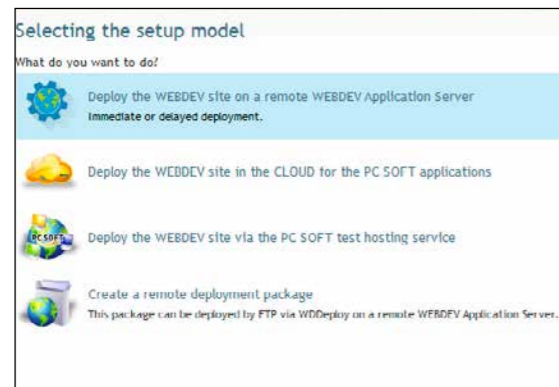 Selecting the setup model
What do you want to do?
Deploy the WEBDEV site on a remote WEBDEV Application Server
Immediate or delayed deployment.
Deploy the WEBDEV site in the CLOUD for the PC SOFT applications
PC SOFT
Deploy the WEBDEV site via the PC SOFT test hosting service
Create a remote deployment package
This package can be deployed by FTP via WDDeploy on a remote WEBDEV Application Server.